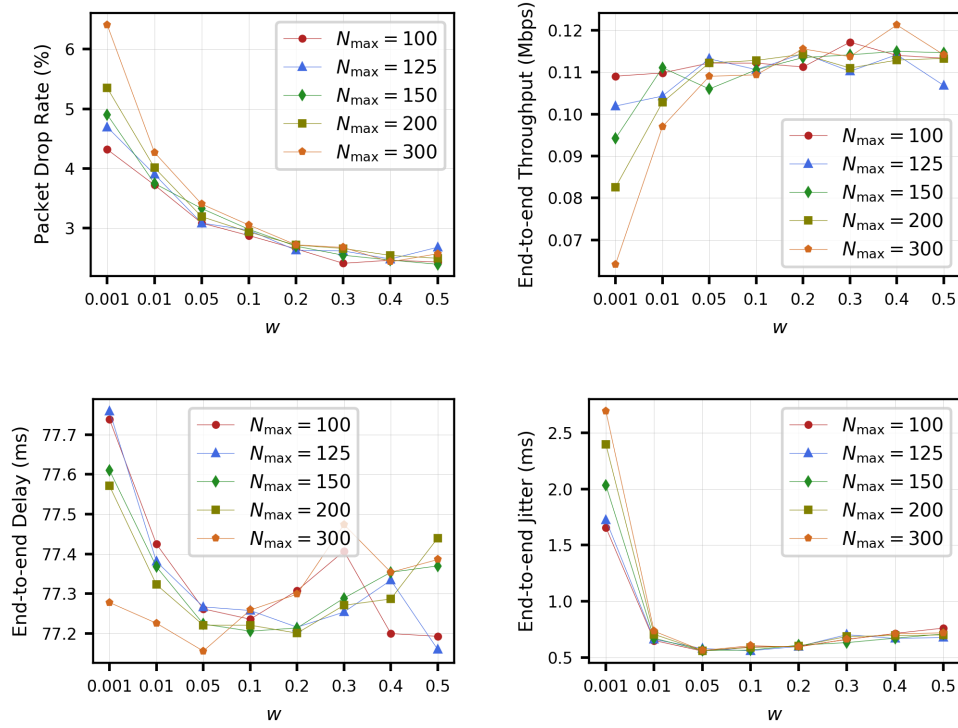 Packet Drop Rate (%)
6
5
4
3
0.001 0.01 0.05 0.1 0.2 0.3 0.4 0.5
w
N_max = 100
N_max = 125
N_max = 150
N_max = 200
N_max = 300
End-to-end Throughput (Mbps)
0.12
0.11
0.10
0.09
0.08
0.07
0.001 0.01 0.05 0.1 0.2 0.3 0.4 0.5
w
N_max = 100
N_max = 125
N_max = 150
N_max = 200
N_max = 300
End-to-end Delay (ms)
77.7
77.6
77.5
77.4
77.3
77.2
0.001 0.01 0.05 0.1 0.2 0.3 0.4 0.5
w
N_max = 100
N_max = 125
N_max = 150
N_max = 200
N_max = 300
End-to-end Jitter (ms)
2.5
2.0
1.5
1.0
0.5
0.001 0.01 0.05 0.1 0.2 0.3 0.4 0.5
w
N_max = 100
N_max = 125
N_max = 150
N_max = 200
N_max = 300